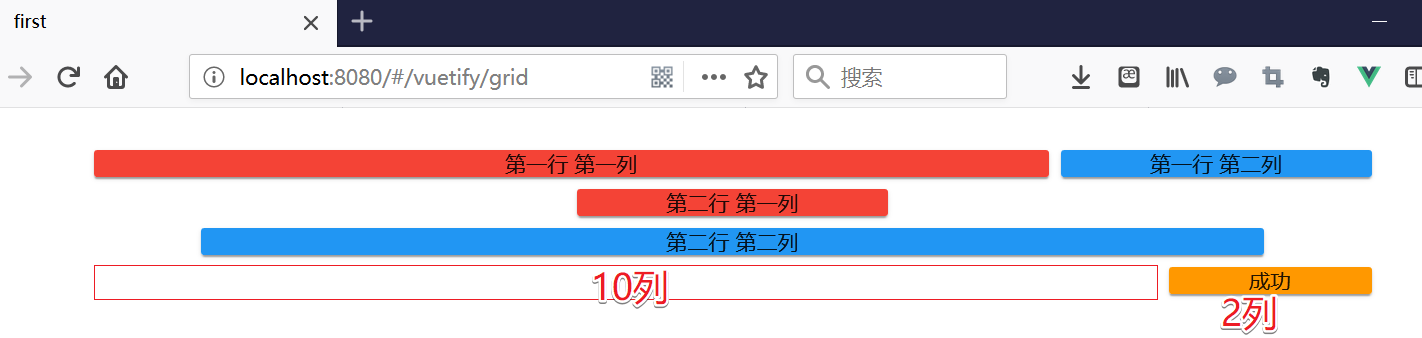 first
localhost:8080/#/vuetify/grid
搜索
第一行 第一列
第一行 第二列
第二行 第一列
第二行 第二列
10列
成功
2列